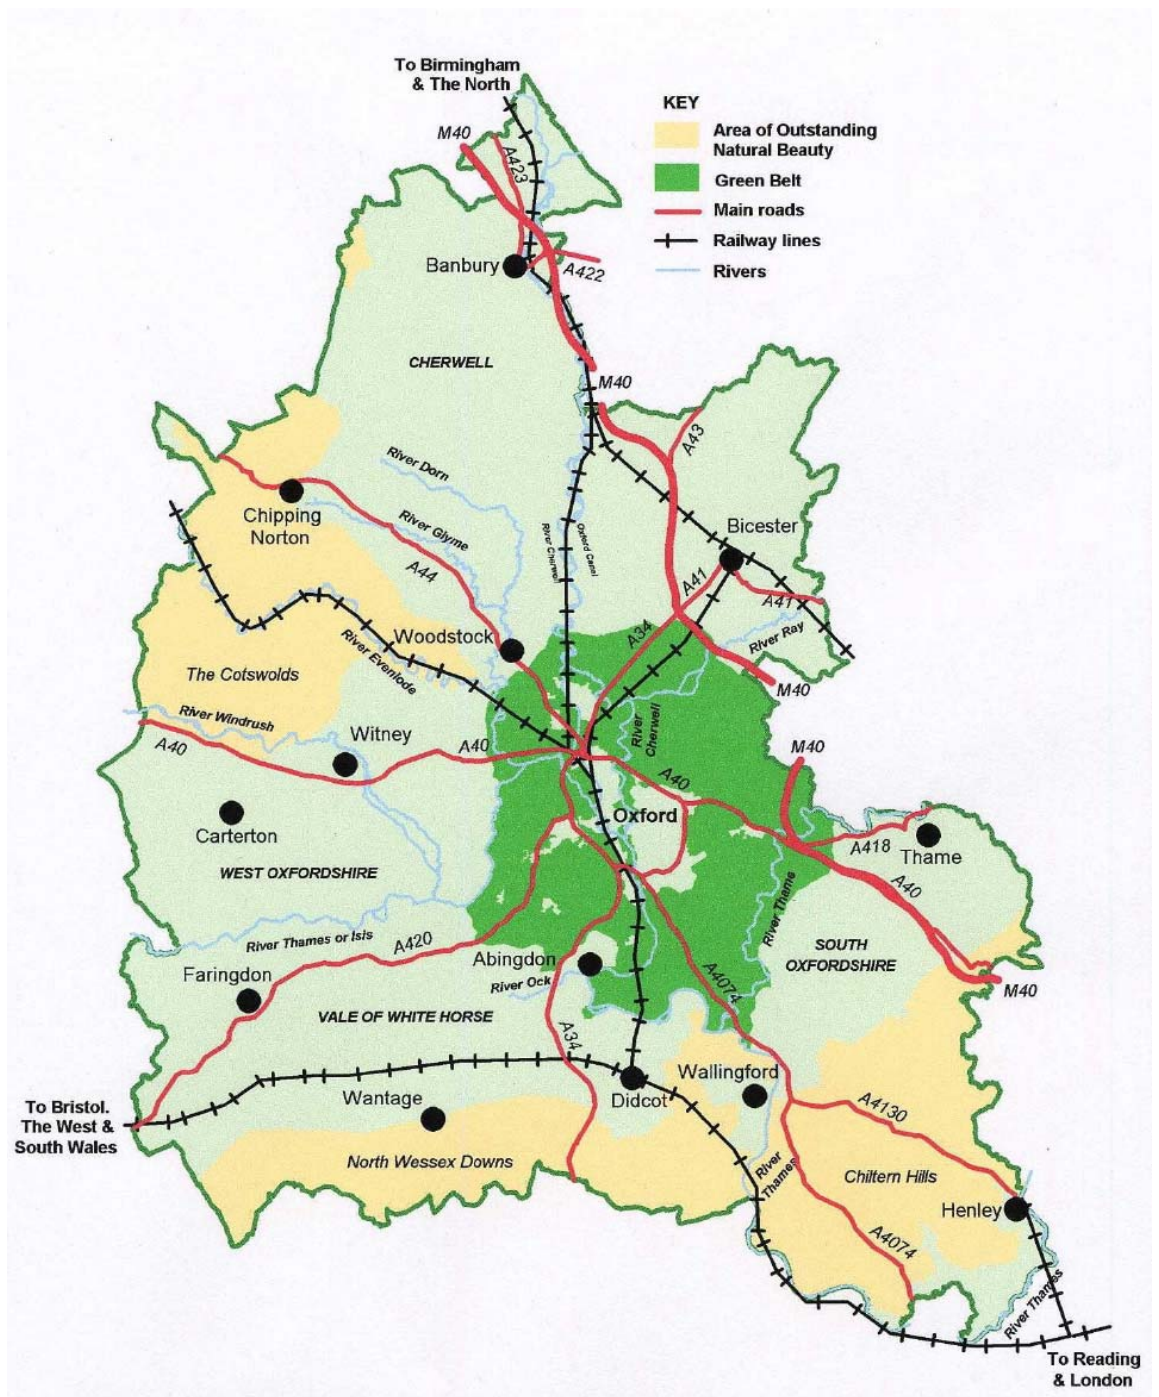 To Birmingham
& The North
KEY
Area of Outstanding
Natural Beauty
Green Belt
Main roads
Railway lines
Rivers
M40
A423
Banbury
A422
CHERWELL
M40
A43
River Dorn
Chipping
Norton
River Glyme
A44
River Cherwell
Oxford Canal
Bicester
A41
A41
A34
River Ray
Woodstock
River Evenlode
The Cotswolds
M40
River Windrush
A40
Witney
A40
River
Cherwell
M40
A40
Carterton
Oxford
A418
Thame
WEST OXFORDSHIRE
A40
River Thames or Isis
A420
River Thame
SOUTH
OXFORDSHIRE
Faringdon
Abingdon
River Ock
A4074
M40
VALE OF WHITE HORSE
A34
Wallingford
Didcot
Wantage
A4130
To Bristol.
The West &
South Wales
North Wessex Downs
River
Thames
Chiltern Hills
Henley
A4074
River Thames
To Reading
& London